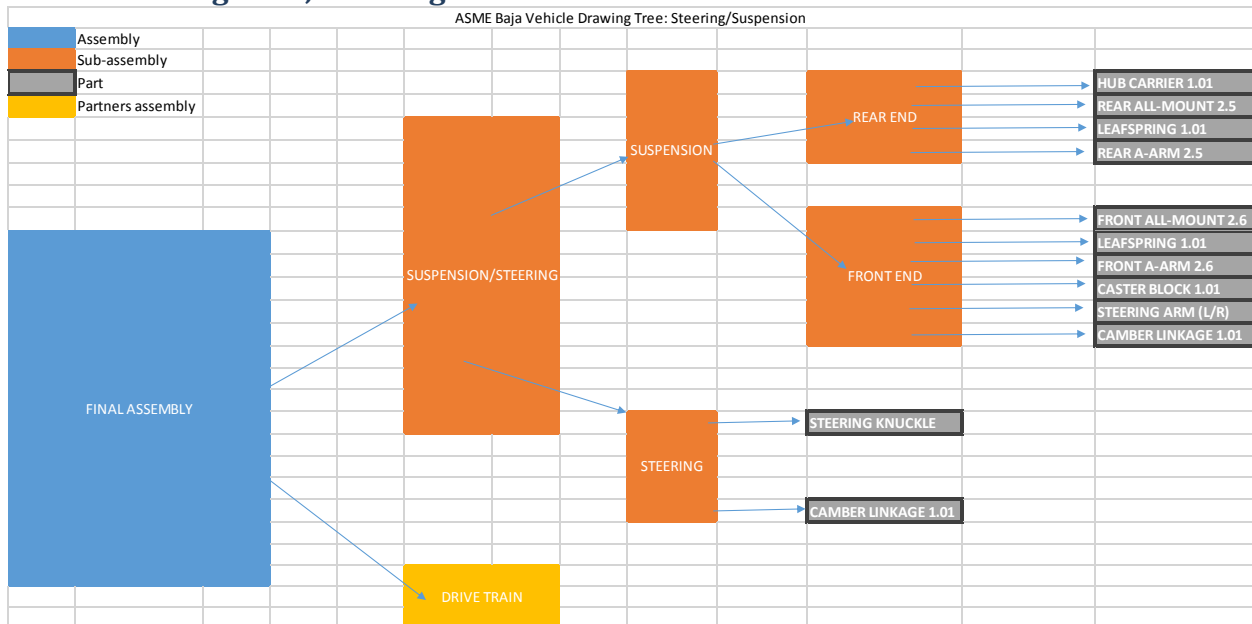 ASME Baja Vehicle Drawing Tree: Steering/Suspension
Assembly
Sub-assembly
Part
Partners assembly
FINAL ASSEMBLY
SUSPENSION/STEERING
DRIVE TRAIN
SUSPENSION
STEERING
REAR END
FRONT END
STEERING KNUCKLE
CAMBER LINKAGE 1.01
HUB CARRIER 1.01
REAR ALL-MOUNT 2.5
LEAFSPRING 1.01
REAR A-ARM 2.5
FRONT ALL-MOUNT 2.6
LEAFSPRING 1.01
FRONT A-ARM 2.6
CASTER BLOCK 1.01
STEERING ARM (L/R)
CAMBER LINKAGE 1.01